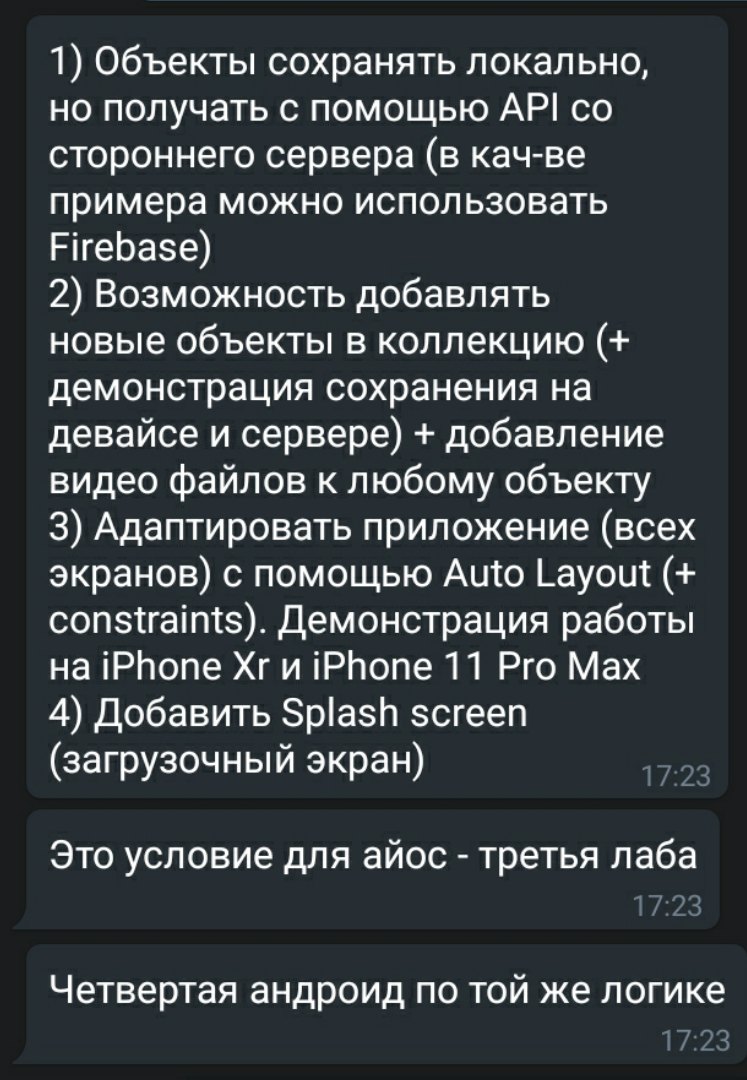 1) Объекты сохранять локально,
но получать с помощью API со
стороннего сервера (в кач-ве
примера можно использовать
Firebase)
2) Возможность добавлять
новые объекты в коллекцию (+
демонстрация сохранения на
девайсе и сервере) + добавление
видео файлов к любому объекту
3) Адаптировать приложение (всех
экранов) с помощью Auto Layout (+
constraints). Демонстрация работы
на iPhone Xr и iPhone 11 Pro Max
4) Добавить Splash screen
(загрузочный экран)
17:23
Это условие для айос - третья лаба
17:23
Четвертая андроид по той же логике
17:23